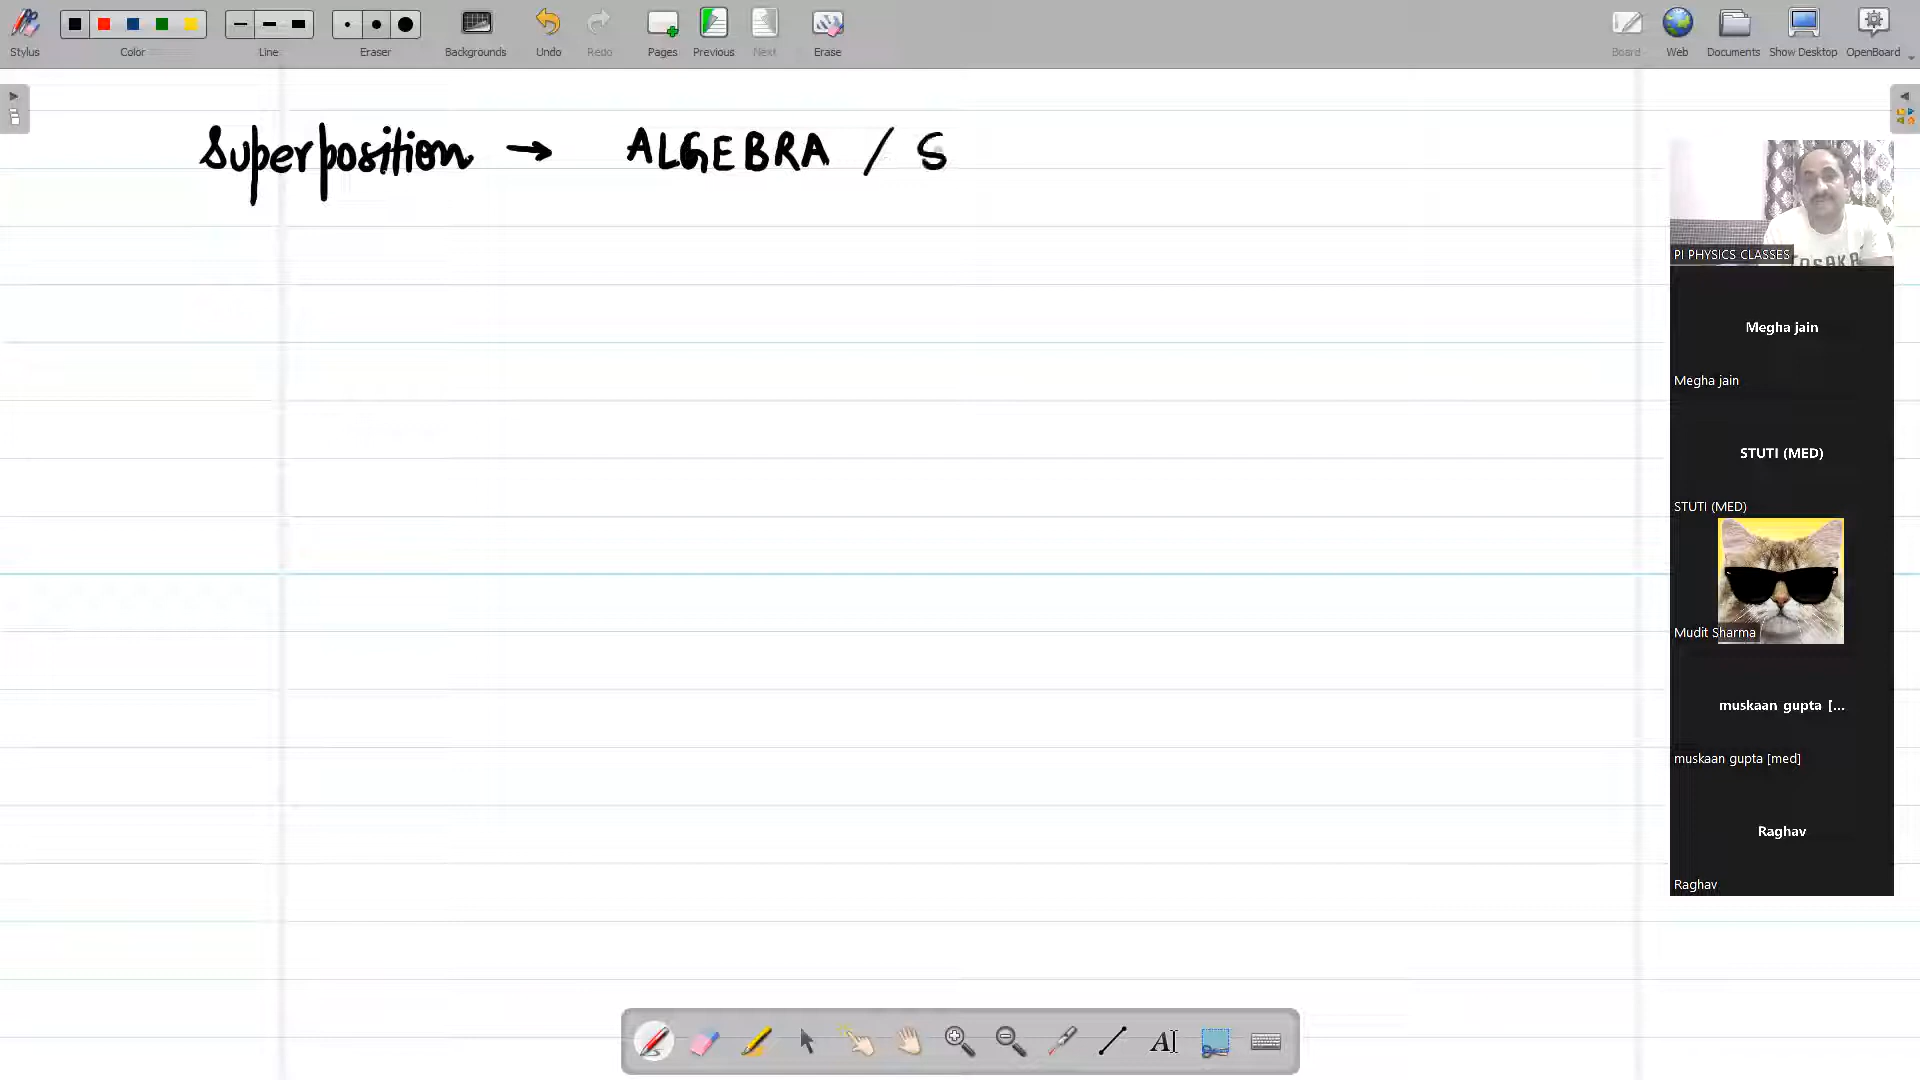 Stylus
Color
Line
Eraser
Backgrounds
Undo
Redo
Pages
Previous
Next
Erase
Board
Web
Documents
Show Desktop
OpenBoard
Superposition → ALGEBRA / S
PI PHYSICS CLASSES
Megha jain
Megha jain
STUTI (MED)
STUTI (MED)
Mudit Sharma
muskaan gupta [...
muskaan gupta [med]
Raghav
Raghav
AI